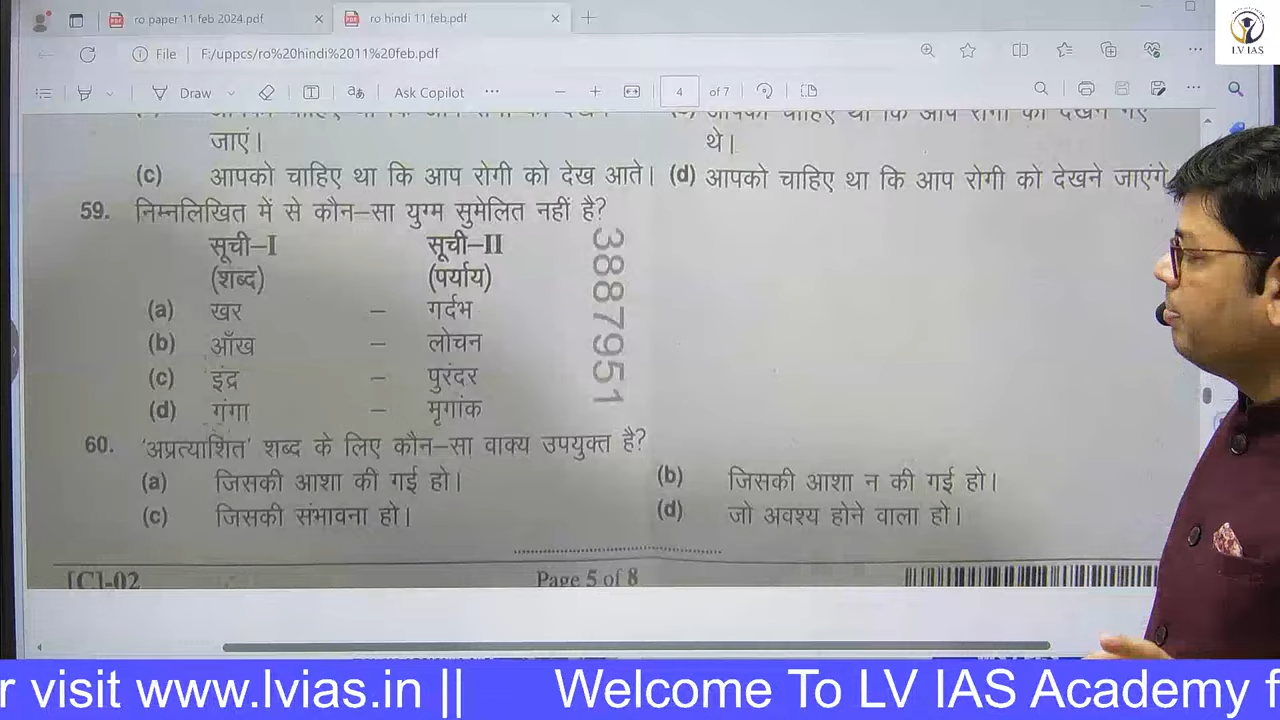 ro paper 11 feb 2024.pdf
ro hindi 11 feb.pdf
File
F:/uppcs/ro%20hindi%2011%20feb.pdf
LV IAS
Draw
Ask Copilot
4 of 7
जाएं।
थे।
(c) आपको चाहिए था कि आप रोगी को देख आते। (d) आपको चाहिए था कि आप रोगी को देखने जाएंगे
59. निम्नलिखित में से कौन–सा युग्म सुमेलित नहीं है?
सूची–I सूची–II
(शब्द) (पर्याय)
(a) खर – गर्दभ
(b) आँख – लोचन
(c) इंद्र – पुरंदर
(d) गंगा – मृगांक
3887951
60. 'अप्रत्याशित' शब्द के लिए कौन–सा वाक्य उपयुक्त है?
(a) जिसकी आशा की गई हो। (b) जिसकी आशा न की गई हो।
(c) जिसकी संभावना हो। (d) जो अवश्य होने वाला हो।
[C]-02 Page 5 of 8
r visit www.lvias.in || Welcome To LV IAS Academy f